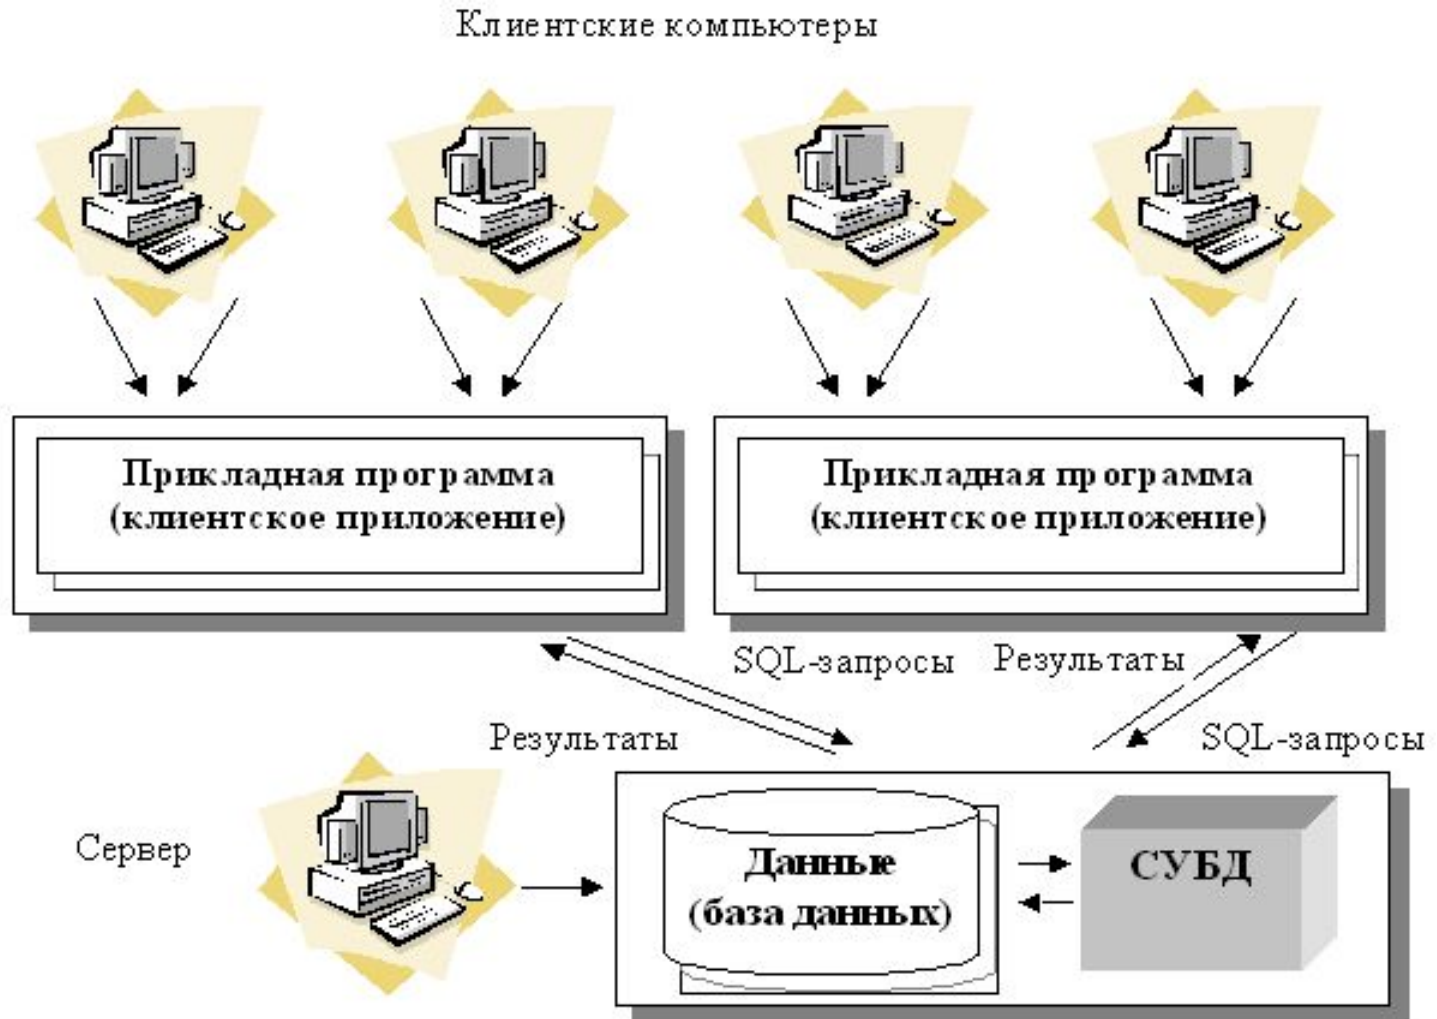 Клиентские компьютеры
Прикладная программа
(клиентское приложение)
Прикладная программа
(клиентское приложение)
SQL-запросы
Результаты
Результаты
SQL-запросы
Сервер
Данные
(база данных)
СУБД